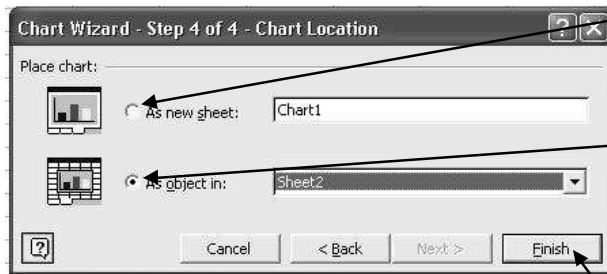 Chart Wizard - Step 4 of 4 - Chart Location
Place chart:
As new sheet: Chart1
As object in: Sheet2
Cancel < Back Next > Finish